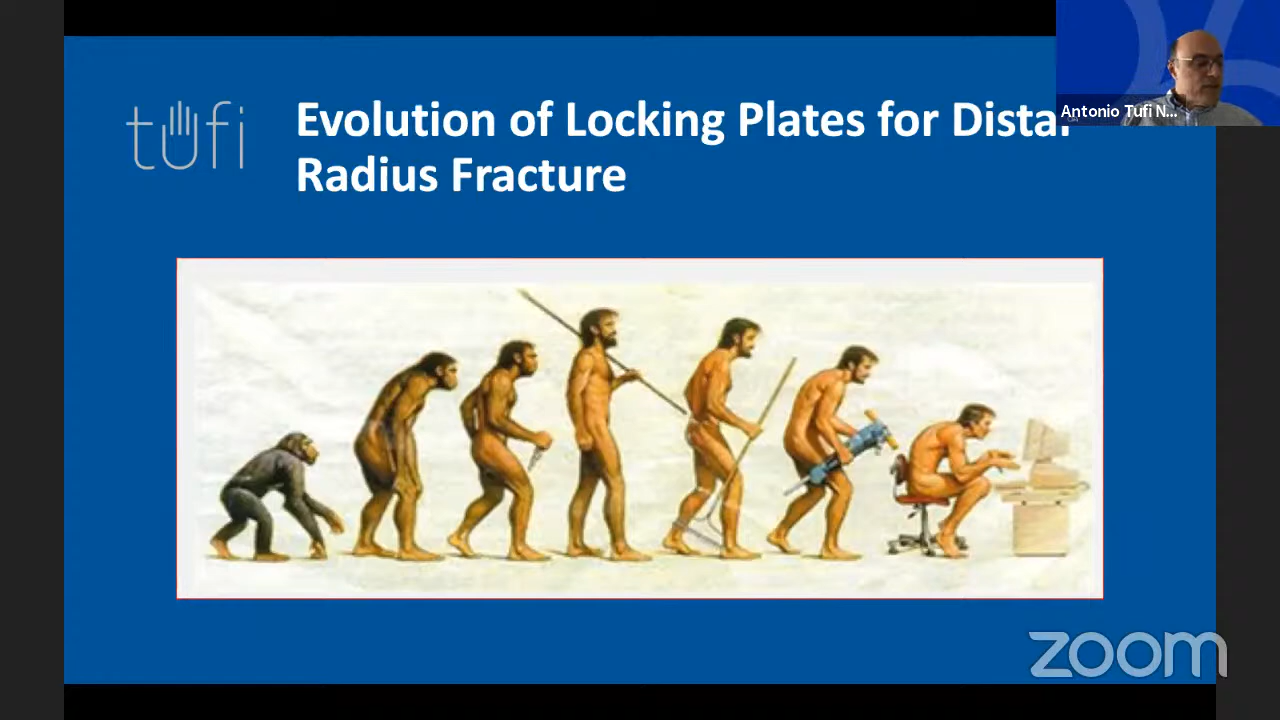 tufi
Evolution of Locking Plates for Distal
Radius Fracture
Antonio Tufi N...
zoom